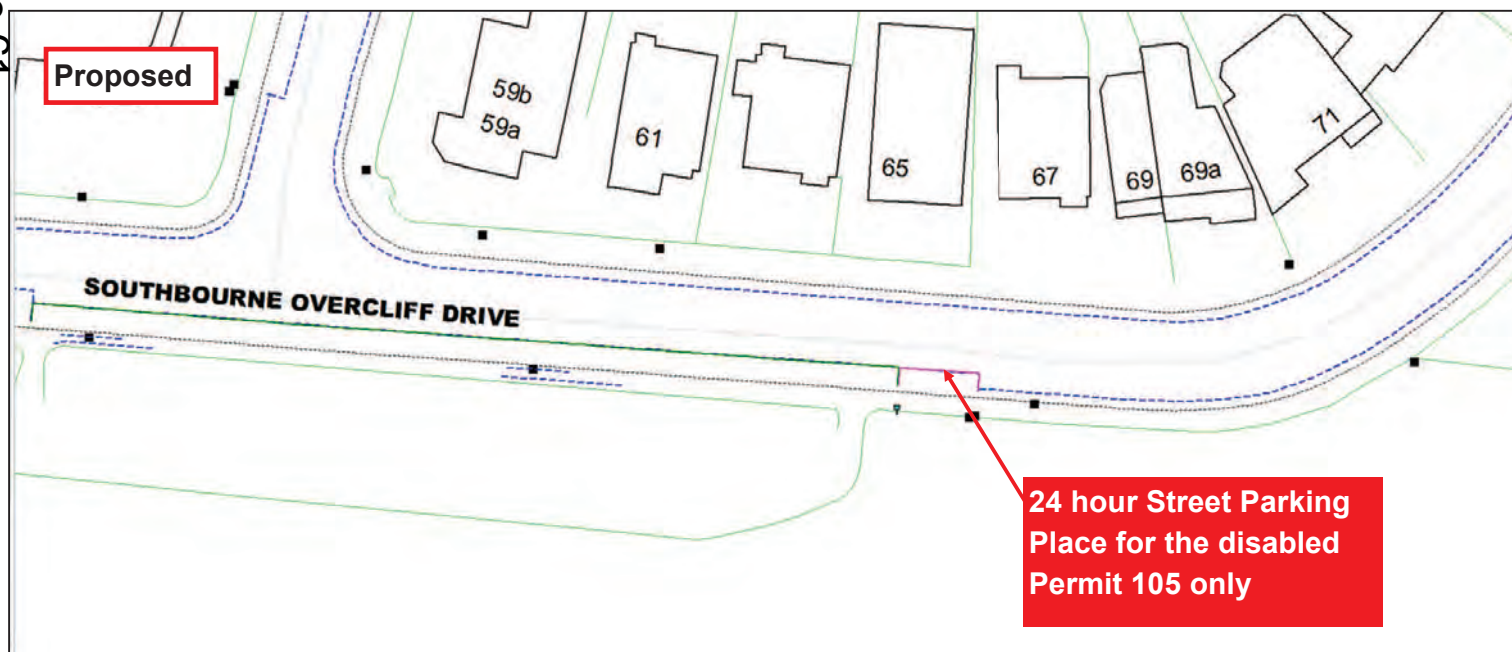 Proposed
59b
59a
61
65
67
69
69a
71
SOUTHBOURNE OVERCLIFF DRIVE
24 hour Street Parking
Place for the disabled
Permit 105 only